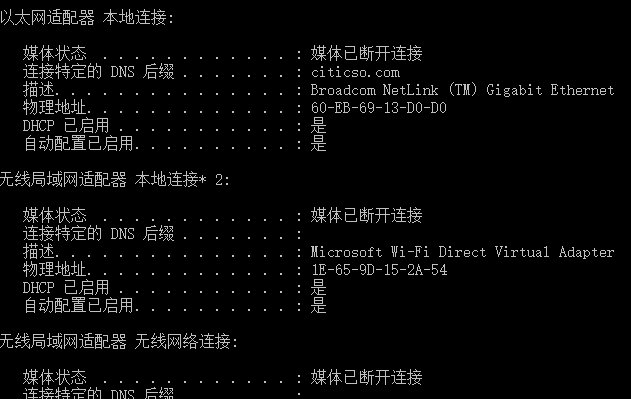 以太网适配器 本地连接:
媒体状态 . . . . . . . . . . . . : 媒体已断开连接
连接特定的 DNS 后缀 . . . . . . . : citicso.com
描述. . . . . . . . . . . . . . . : Broadcom NetLink (TM) Gigabit Ethernet
物理地址. . . . . . . . . . . . . : 60-EB-69-13-D0-D0
DHCP 已启用 . . . . . . . . . . . : 是
自动配置已启用. . . . . . . . . . : 是
无线局域网适配器 本地连接* 2:
媒体状态 . . . . . . . . . . . . : 媒体已断开连接
连接特定的 DNS 后缀 . . . . . . . :
描述. . . . . . . . . . . . . . . : Microsoft Wi-Fi Direct Virtual Adapter
物理地址. . . . . . . . . . . . . : 1E-65-9D-15-2A-54
DHCP 已启用 . . . . . . . . . . . : 是
自动配置已启用. . . . . . . . . . : 是
无线局域网适配器 无线网络连接:
媒体状态 . . . . . . . . . . . . : 媒体已断开连接
连接特定的 DNS 后缀 . . . . . . . :